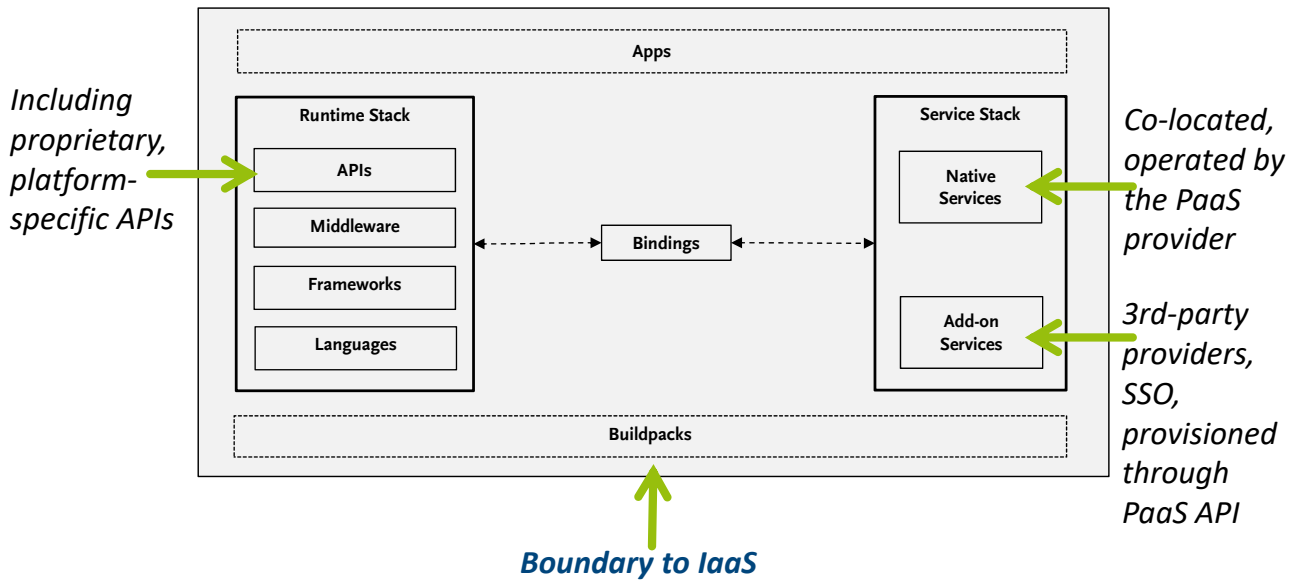 Apps
Including
proprietary,
platform-
specific APIs
Runtime Stack
APIs
Middleware
Frameworks
Languages
Bindings
Service Stack
Native
Services
Add-on
Services
Co-located,
operated by
the PaaS
provider
3rd-party
providers,
SSO,
provisioned
through
PaaS API
Buildpacks
Boundary to IaaS